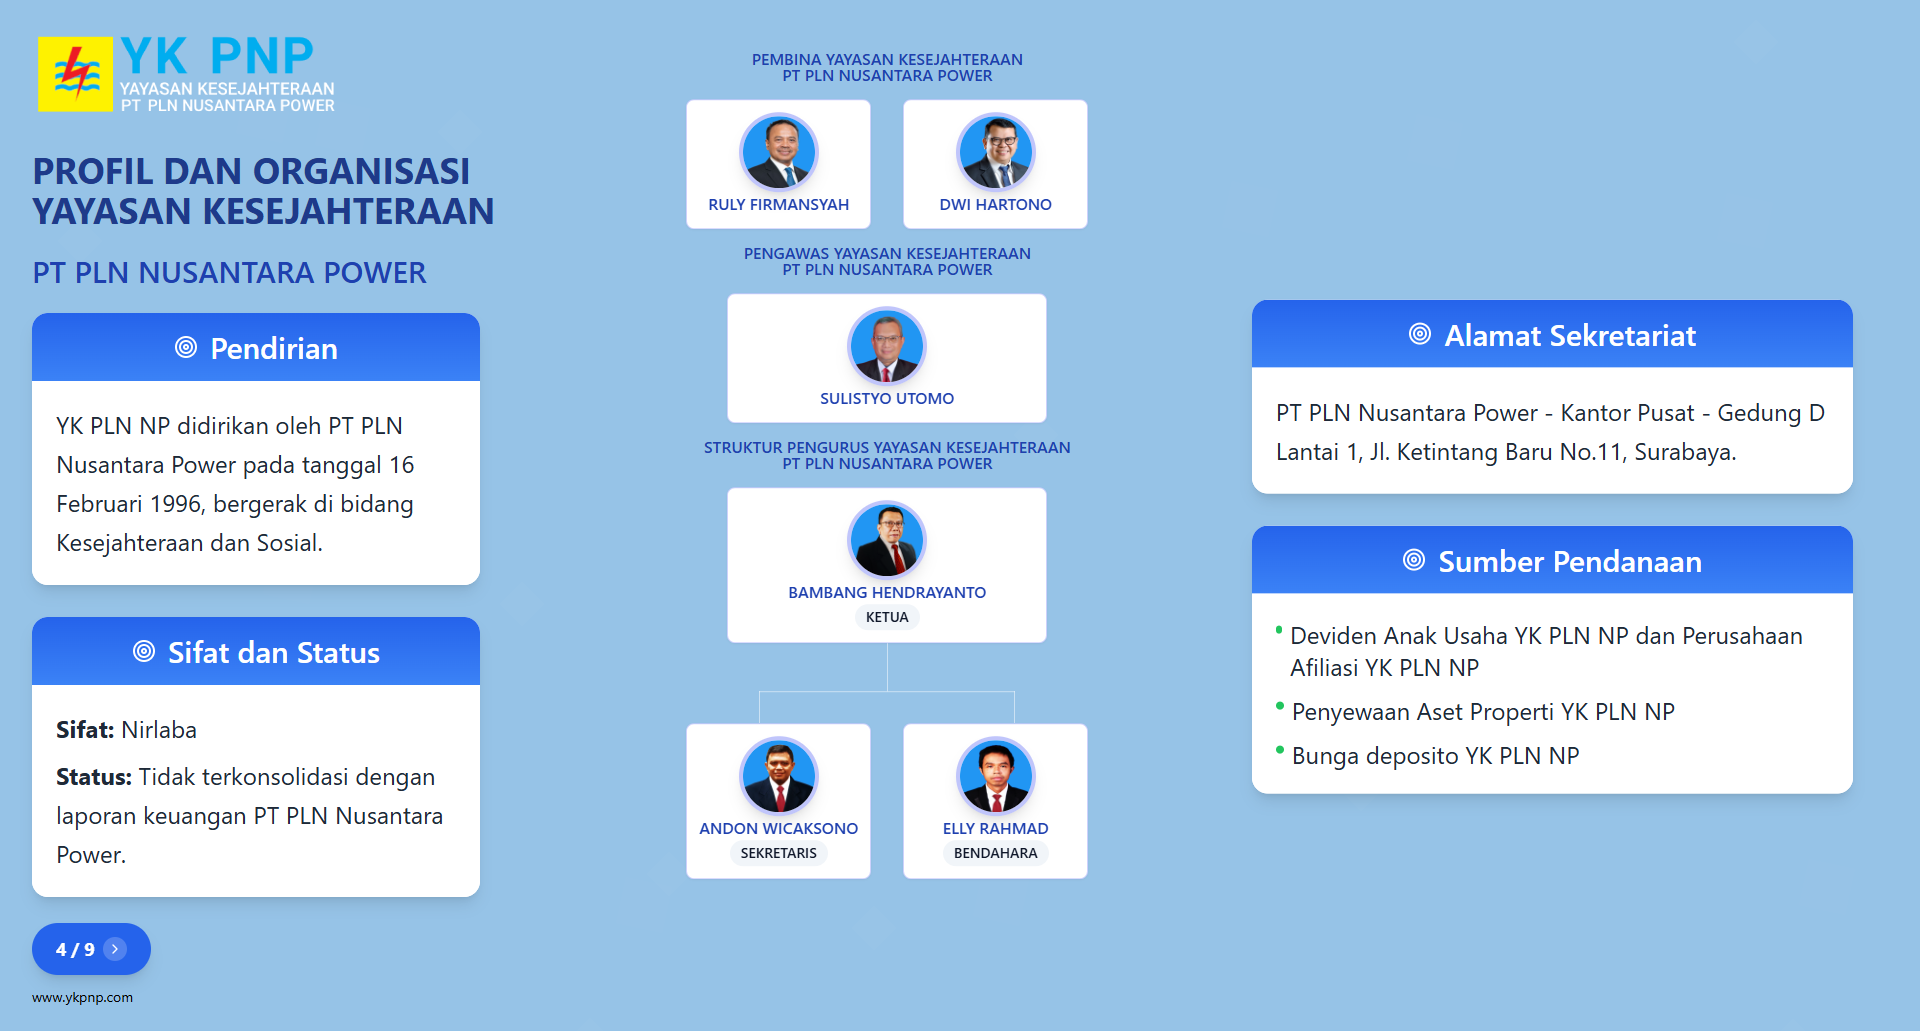 YK PNP
YAYASAN KESEJAHTERAAN
PT PLN NUSANTARA POWER
PROFIL DAN ORGANISASI
YAYASAN KESEJAHTERAAN
PT PLN NUSANTARA POWER
Pendirian
YK PLN NP didirikan oleh PT PLN
Nusantara Power pada tanggal 16
Februari 1996, bergerak di bidang
Kesejahteraan dan Sosial.
Sifat dan Status
Sifat: Nirlaba
Status: Tidak terkonsolidasi dengan
laporan keuangan PT PLN Nusantara
Power.
4 / 9
www.ykpnp.com
PEMBINA YAYASAN KESEJAHTERAAN
PT PLN NUSANTARA POWER
RULY FIRMANSYAH
DWI HARTONO
PENGAWAS YAYASAN KESEJAHTERAAN
PT PLN NUSANTARA POWER
SULISTYO UTOMO
STRUKTUR PENGURUS YAYASAN KESEJAHTERAAN
PT PLN NUSANTARA POWER
BAMBANG HENDRAYANTO
KETUA
ANDON WICAKSONO
SEKRETARIS
ELLY RAHMAD
BENDAHARA
Alamat Sekretariat
PT PLN Nusantara Power - Kantor Pusat - Gedung D
Lantai 1, Jl. Ketintang Baru No.11, Surabaya.
Sumber Pendanaan
• Deviden Anak Usaha YK PLN NP dan Perusahaan
Afiliasi YK PLN NP
• Penyewaan Aset Properti YK PLN NP
• Bunga deposito YK PLN NP